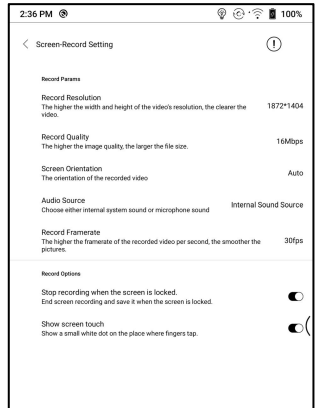 2:36 PM
100%
Screen-Record Setting
Record Params
Record Resolution
The higher the width and height of the video's resolution, the clearer the
video.
1872*1404
Record Quality
The higher the image quality, the larger the file size.
16Mbps
Screen Orientation
The orientation of the recorded video
Auto
Audio Source
Choose either internal system sound or microphone sound
Internal Sound Source
Record Framerate
The higher the framerate of the recorded video per second, the smoother the
pictures.
30fps
Record Options
Stop recording when the screen is locked.
End screen recording and save it when the screen is locked.
Show screen touch
Show a small white dot on the place where fingers tap.